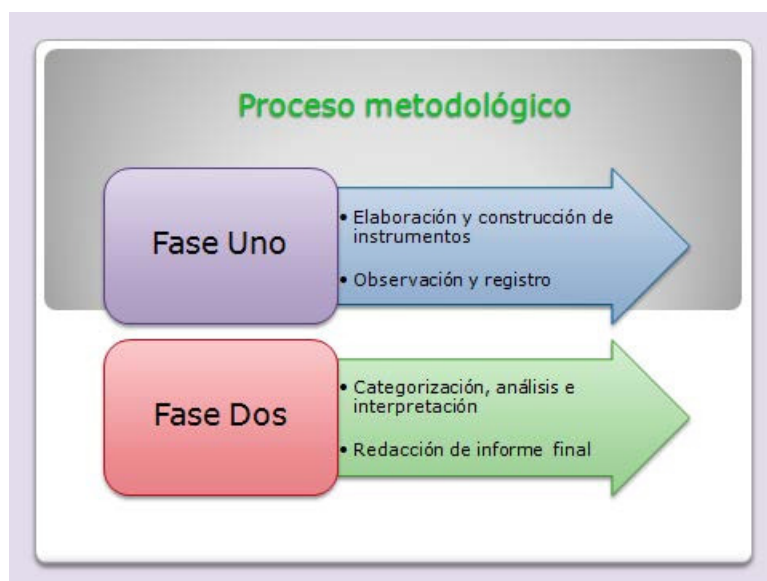 Proceso metodológico
Fase Uno
• Elaboración y construcción de
instrumentos
• Observación y registro
Fase Dos
• Categorización, análisis e
interpretación
• Redacción de informe final